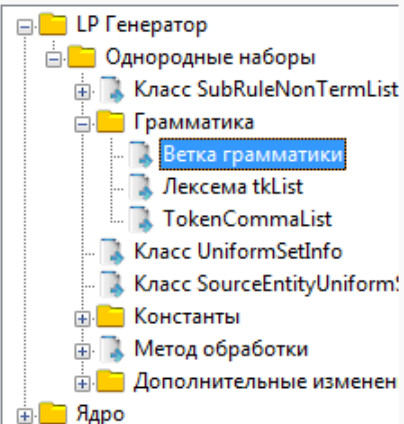 LP Генератор
Однородные наборы
Класс SubRuleNonTermList
Грамматика
Ветка грамматики
Лексема tkList
TokenCommaList
Класс UniformSetInfo
Класс SourceEntityUniformS
Константы
Метод обработки
Дополнительные изменен
Ядро